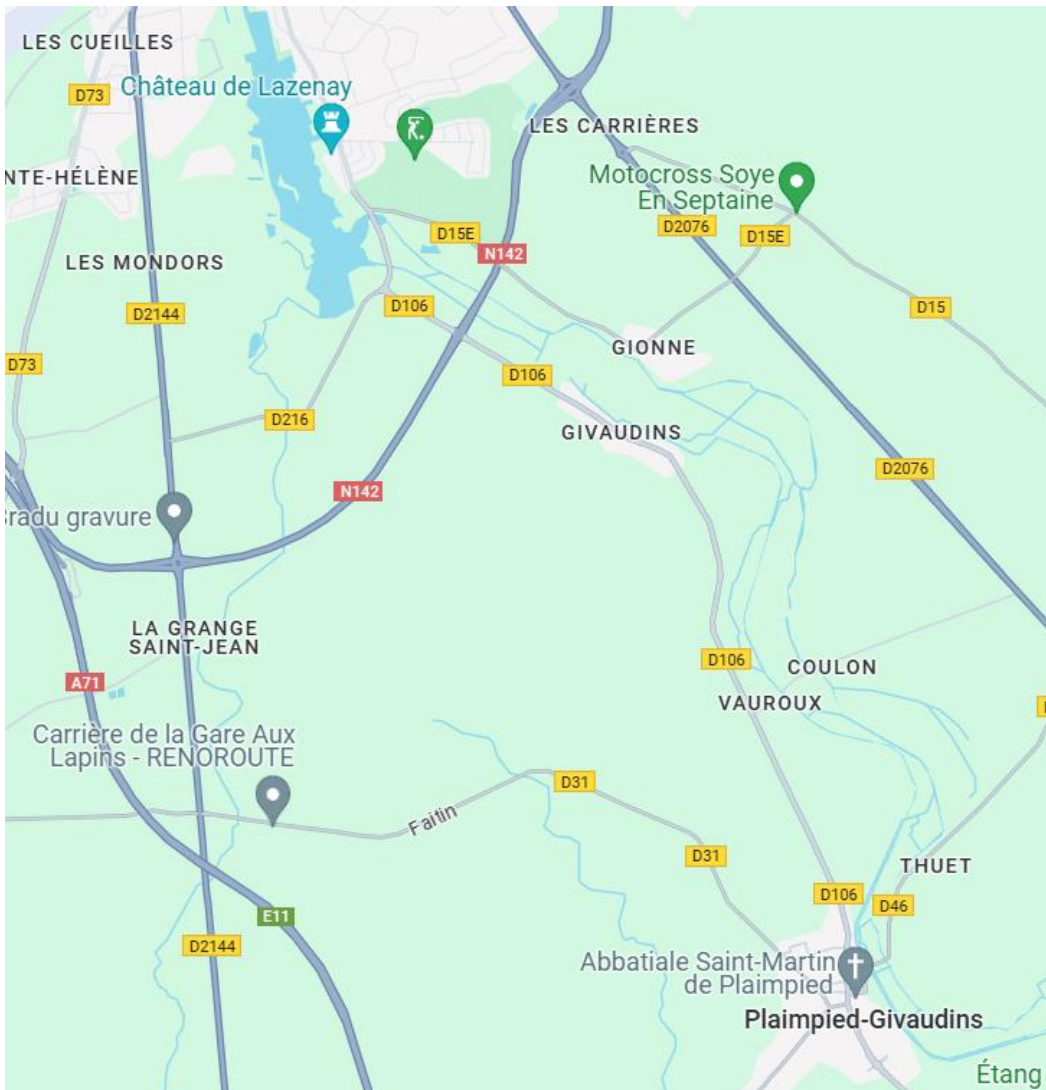 LES CUEILLES
Château de Lazenay
D73
LES CARRIÈRES
Motocross Soye
En Septaine
NTE-HÉLÈNE
D15E
D2076
D15E
N142
LES MONDORS
D106
D15
D2144
GIONNE
D73
D106
D216
GIVAUDINS
D2076
N142
Bradu gravure
LA GRANGE
SAINT-JEAN
D106
COULON
A71
VAUROUX
Carrière de la Gare Aux
Lapins - RENOROUTE
D31
Faitin
D31
THUET
D106
D46
E11
D2144
Abbatiale Saint-Martin
de Plaimpied
Plaimpied-Givaudins
Étang